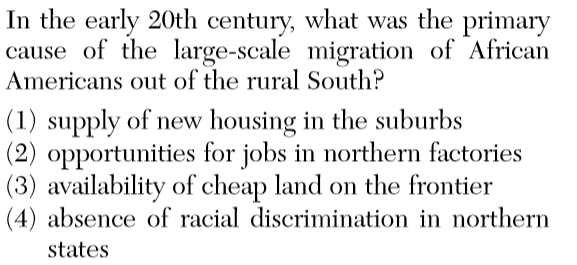 In the early 20th century, what was the primary
cause of the large-scale migration of African
Americans out of the rural South?
(1) supply of new housing in the suburbs
(2) opportunities for jobs in northern factories
(3) availability of cheap land on the frontier
(4) absence of racial discrimination in northern
states